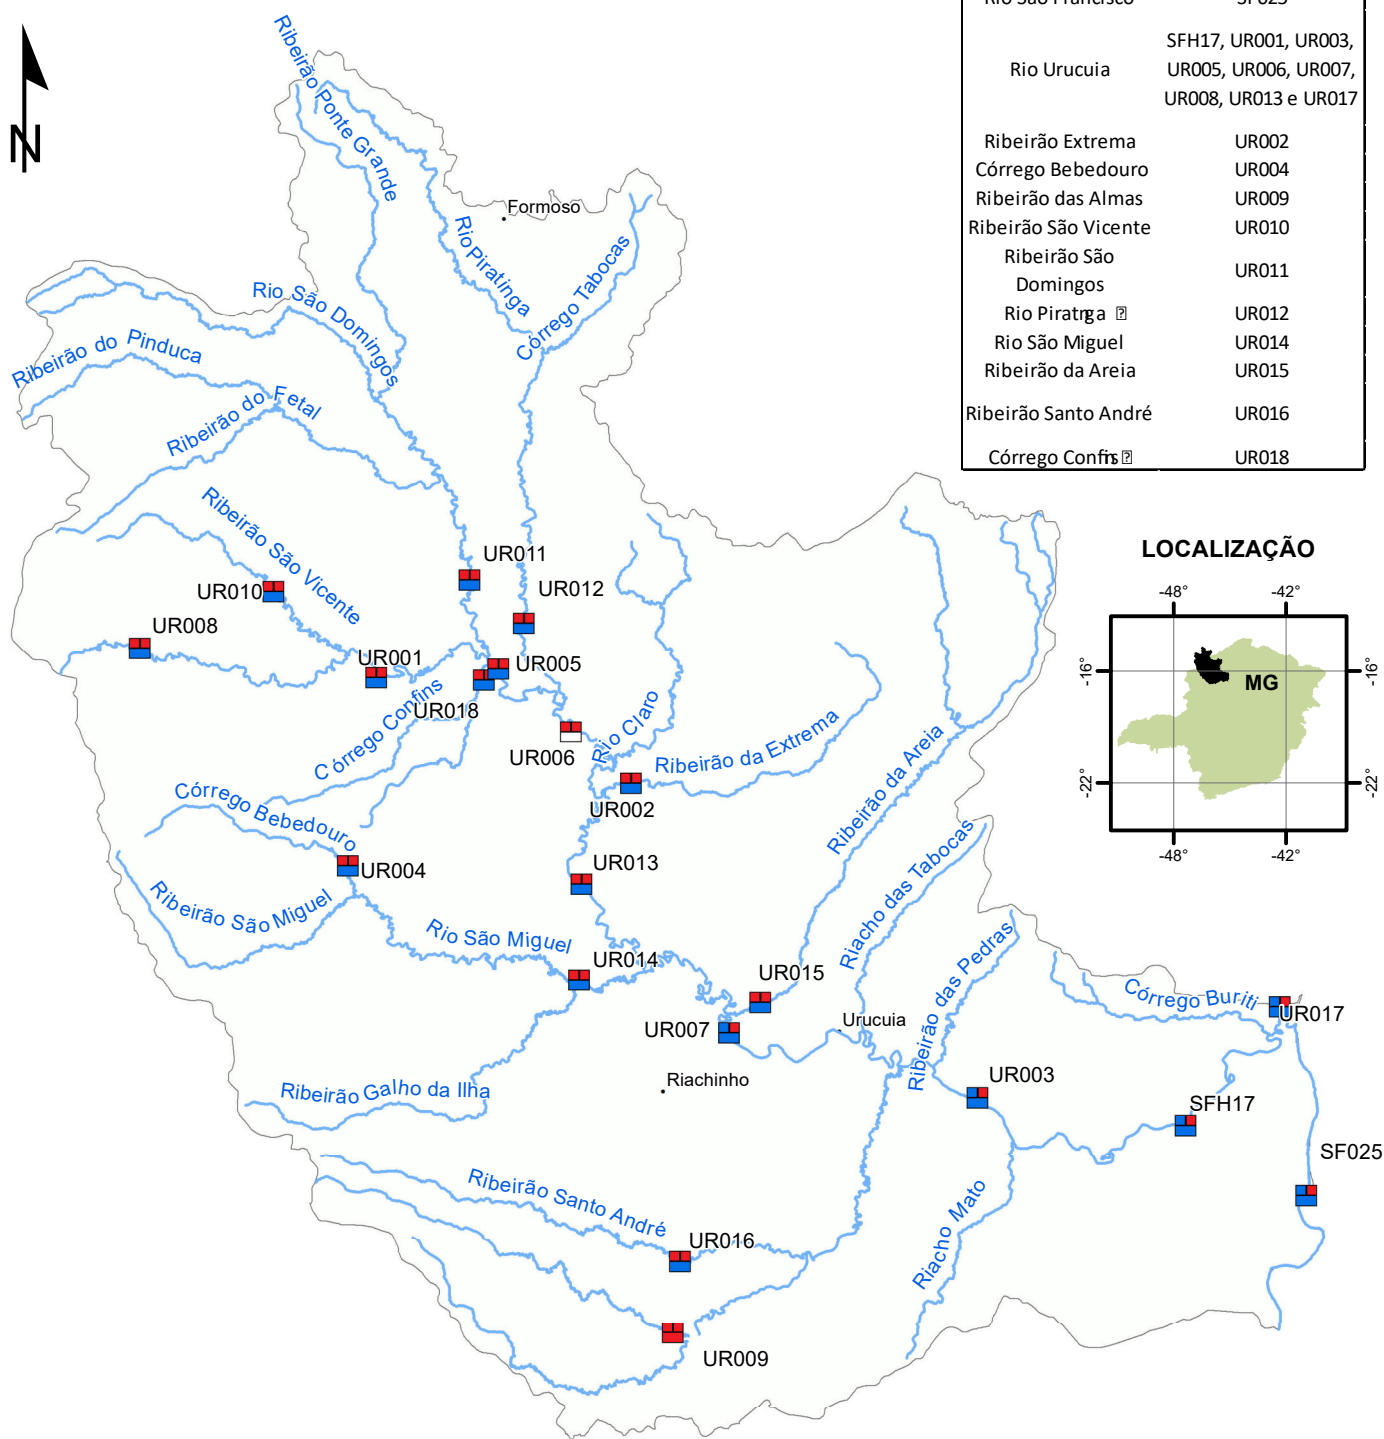 SFH17, UR001, UR003,
Rio Urucuia
UR005, UR006, UR007,
UR008, UR013 e UR017
Ribeirão Extrema UR002
Córrego Bebedouro UR004
Ribeirão das Almas UR009
Ribeirão São Vicente UR010
Ribeirão São
Domingos
UR011
UR012
Rio São Miguel UR014
Ribeirão da Areia UR015
Ribeirão Santo André UR016
Córrego Confins UR018
N
Ribeirão Ponte Grande
Formoso
Rio Piratinga
Córrego Tabocas
Rio São Domingos
Ribeirão do Pinduca
Ribeirão do Fetal
Ribeirão São Vicente
UR011
UR010
UR012
UR008
UR001
UR005
UR018
Córrego Confins
UR006
Rio Claro
Ribeirão da Extrema
UR002
Ribeirão da Areia
Córrego Bebedouro
UR004
UR013
Ribeirão São Miguel
Rio São Miguel
Riacho das Tabocas
UR014
UR015
Ribeirão das Pedras
UR007
Urucuia
Córrego Buriti
UR017
Riachinho
Ribeirão Galho da Ilha
UR003
SFH17
SF025
Ribeirão Santo André
UR016
Riacho Mato
UR009
LOCALIZAÇÃO
-48° -42°
-16° -16°
MG
-22° -22°
-48° -42°